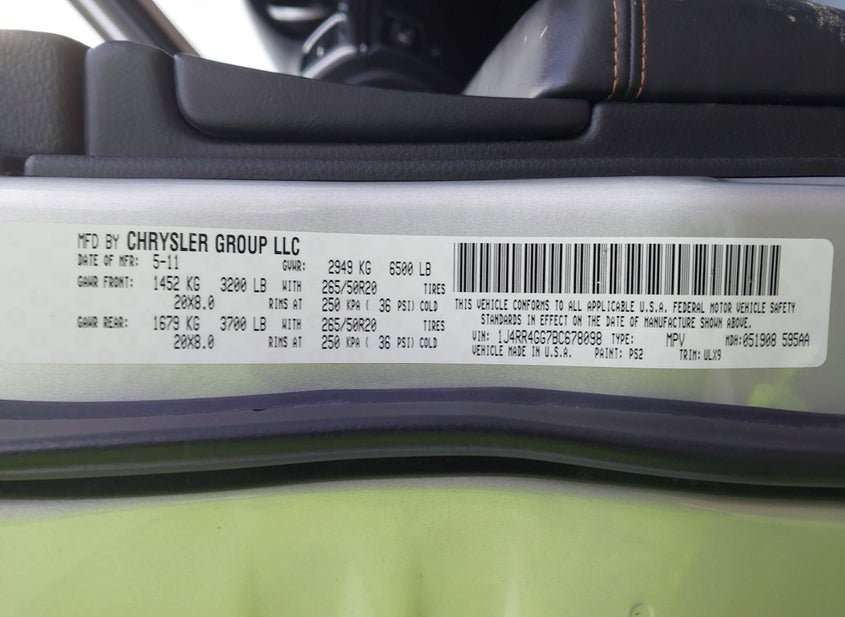 MFD BY CHRYSLER GROUP LLC
DATE OF MFR: 5-11 GVWR: 2949 KG 6500 LB
GAWR FRONT: 1452 KG 3200 LB WITH 265/50R20 TIRES
20X8.0 RIMS AT 250 KPA ( 36 PSI) COLD
GAWR REAR: 1679 KG 3700 LB WITH 265/50R20 TIRES
20X8.0 RIMS AT 250 KPA ( 36 PSI) COLD
THIS VEHICLE CONFORMS TO ALL APPLICABLE U.S.A. FEDERAL MOTOR VEHICLE SAFETY
STANDARDS IN EFFECT ON THE DATE OF MANUFACTURE SHOWN ABOVE.
VIN: 1J4RR4GG7BC678098 TYPE: MPV MDH:051908 595AA
VEHICLE MADE IN U.S.A. PAINT: PS2 TRIM: ULX9